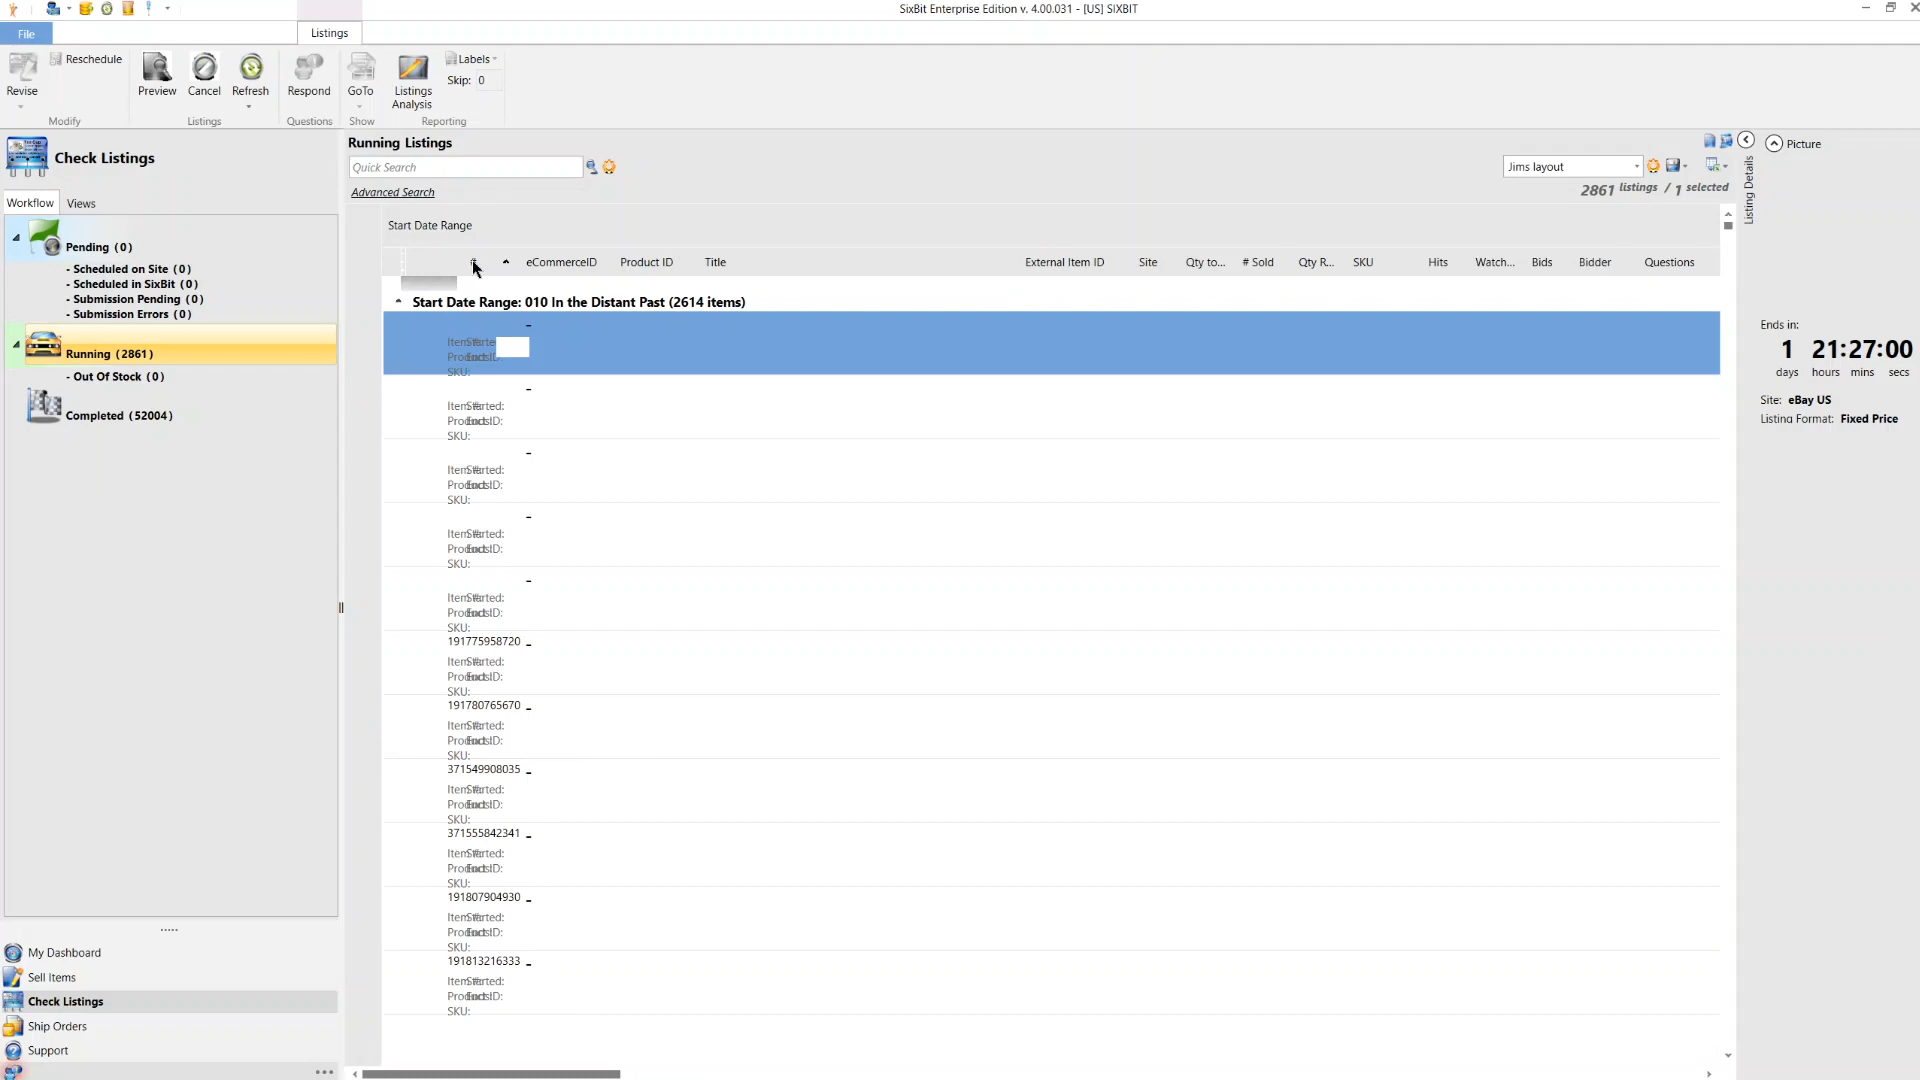 SixBit Enterprise Edition v. 4.00.031 - [US] SIXBIT
File
Listings
Revise
Reschedule
Preview
Cancel
Refresh
Respond
GoTo
Listings
Analysis
Labels
Skip: 0
Modify
Listings
Questions
Show
Reporting
Check Listings
Workflow
Views
Pending (0)
- Scheduled on Site (0)
- Scheduled in SixBit (0)
- Submission Pending (0)
- Submission Errors (0)
Running (2861)
- Out Of Stock (0)
Completed (52004)
My Dashboard
Sell Items
Check Listings
Ship Orders
Support
Running Listings
Quick Search
Advanced Search
Jims layout
2861 listings / 1 selected
Start Date Range
eCommerceID Product ID Title External Item ID Site Qty to... # Sold Qty R... SKU Hits Watch... Bids Bidder Questions
Start Date Range: 010 In the Distant Past (2614 items)
SKU:
SKU:
SKU:
SKU:
SKU:
191775958720
SKU:
191780765670
SKU:
371549908035
SKU:
371555842341
SKU:
191807904930
SKU:
191813216333
SKU:
Listing Details
Picture
Ends in:
1 21:27:00
days hours mins secs
Site: eBay US
Listing Format: Fixed Price